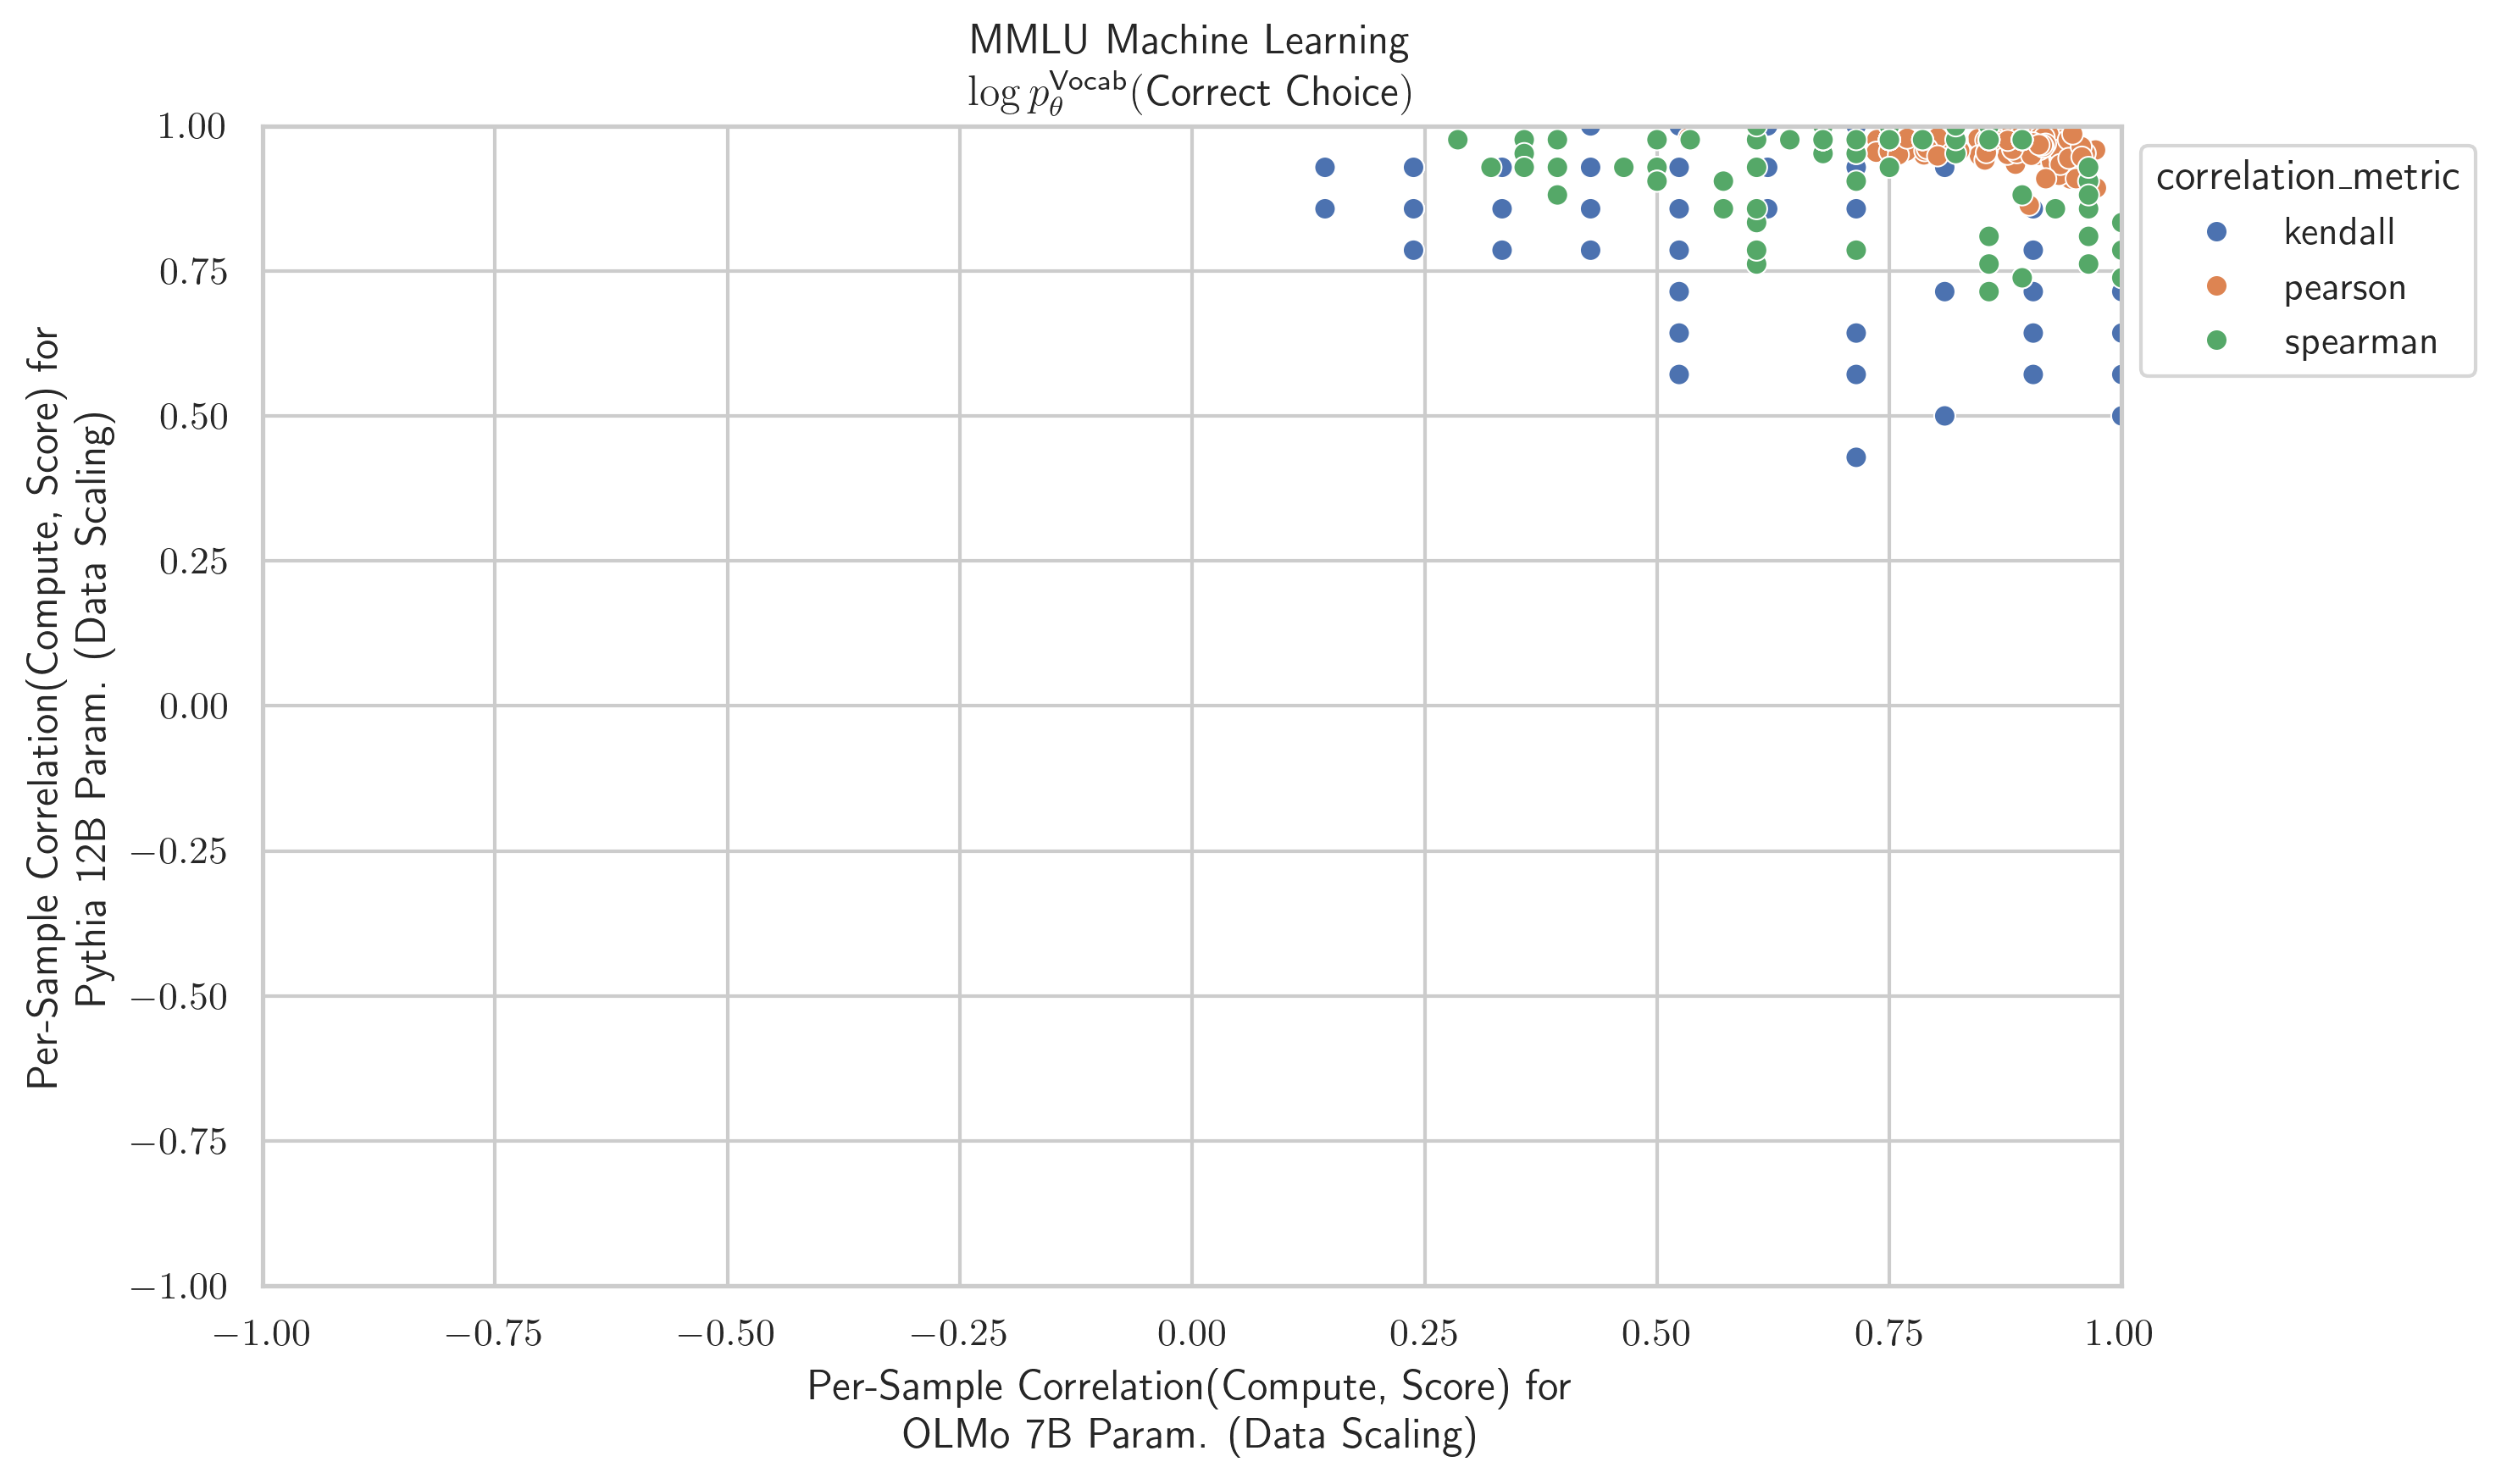 MMLU Machine Learning
log p_θ^Vocab(Correct Choice)
1.00
0.75
0.50
0.25
0.00
−0.25
−0.50
−0.75
−1.00
Per-Sample Correlation(Compute, Score) for
Pythia 12B Param. (Data Scaling)
−1.00 −0.75 −0.50 −0.25 0.00 0.25 0.50 0.75 1.00
Per-Sample Correlation(Compute, Score) for
OLMo 7B Param. (Data Scaling)
correlation_metric
kendall
pearson
spearman